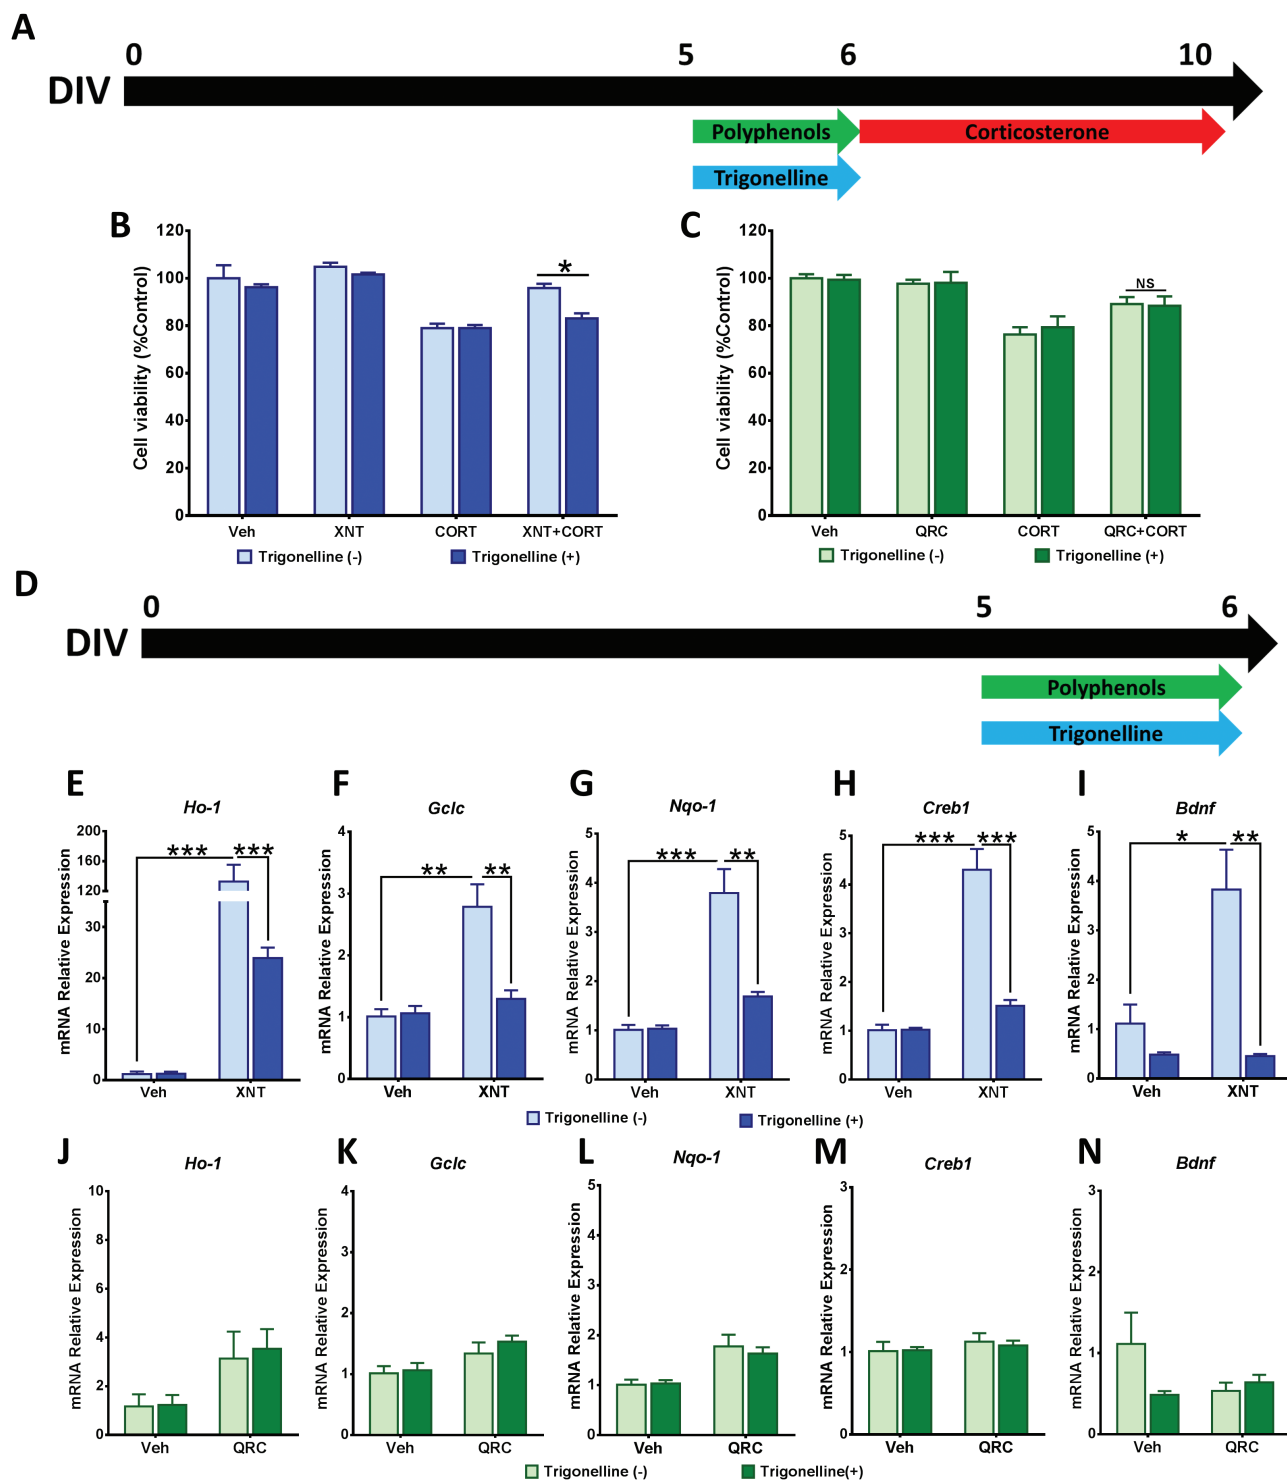 A
0 5 6 10
DIV
Polyphenols Corticosterone
Trigonelline
B
120
100
80
60
40
20
0
Cell viability (%Control)
*
Veh XNT CORT XNT+CORT
Trigonelline (-) Trigonelline (+)
C
120
100
80
60
40
20
0
Cell viability (%Control)
NS
Veh QRC CORT QRC+CORT
Trigonelline (-) Trigonelline (+)
D
0 5 6
DIV
Polyphenols
Trigonelline
E
Ho-1
200
160
120
30
20
10
0
mRNA Relative Expression
*** ***
Veh XNT
F
Gclc
4
3
2
1
0
mRNA Relative Expression
** **
Veh XNT
G
Nqo-1
5
4
3
2
1
0
mRNA Relative Expression
*** **
Veh XNT
H
Creb1
5
4
3
2
1
0
mRNA Relative Expression
*** ***
Veh XNT
I
Bdnf
5
4
3
2
1
0
mRNA Relative Expression
* **
Veh XNT
Trigonelline (-) Trigonelline (+)
J
Ho-1
10
8
6
4
2
0
mRNA Relative Expression
Veh QRC
K
Gclc
4
3
2
1
0
mRNA Relative Expression
Veh QRC
L
Nqo-1
5
4
3
2
1
0
mRNA Relative Expression
Veh QRC
M
Creb1
3
2
1
0
mRNA Relative Expression
Veh QRC
N
Bdnf
3
2
1
0
mRNA Relative Expression
Veh QRC
Trigonelline (-) Trigonelline(+)